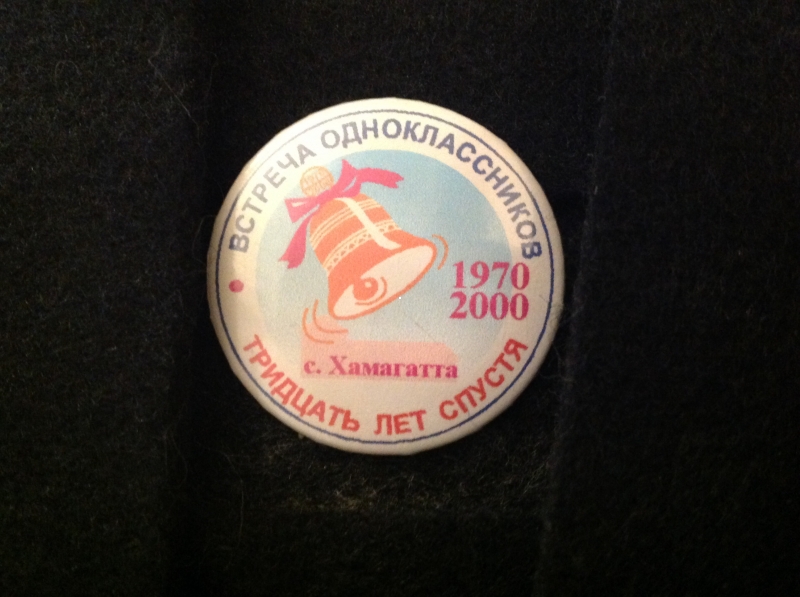 ВСТРЕЧА ОДНОКЛАССНИКОВ
1970
2000
с. Хамагатта
ТРИДЦАТЬ ЛЕТ СПУСТЯ